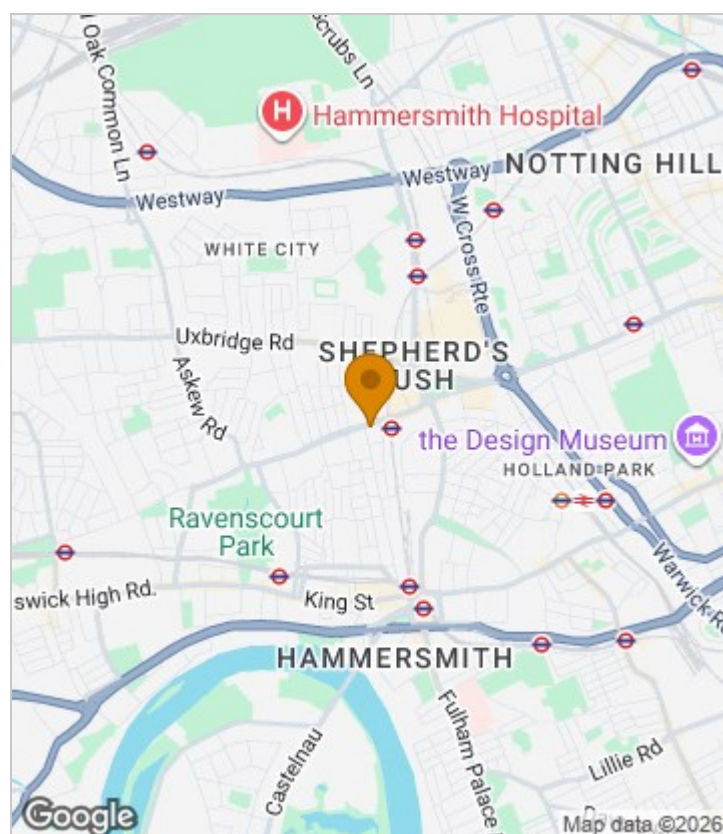 Oak Common Ln
Scrubs Ln
H
Hammersmith Hospital
NOTTING HILL
Westway
Westway
W Cross Rte
WHITE CITY
Uxbridge Rd
SHEPHERD'S
USH
Askew Rd
the Design Museum
HOLLAND PARK
Ravenscourt
Park
swick High Rd.
King St
Warwick Rd
HAMMERSMITH
Castelnau
Fulham Palace
Lillie Rd
Google
Map data ©2026